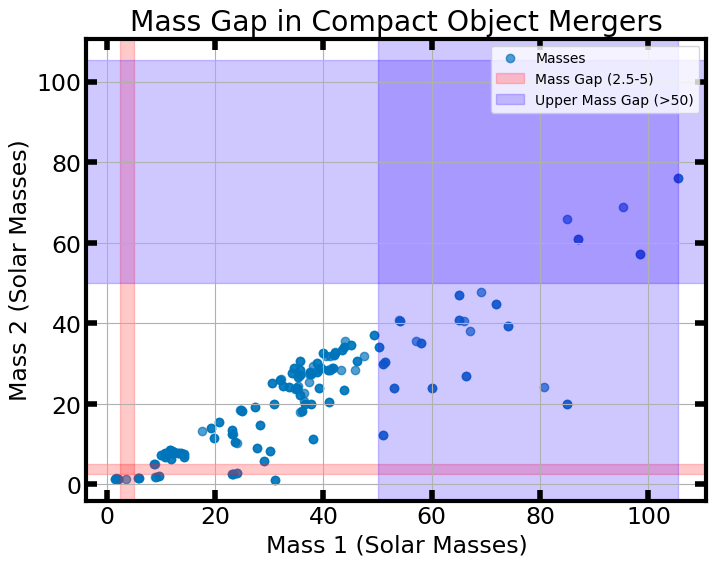 Mass Gap in Compact Object Mergers
Masses
Mass Gap (2.5-5)
Upper Mass Gap (>50)
100
80
60
40
20
0
Mass 2 (Solar Masses)
0 20 40 60 80 100
Mass 1 (Solar Masses)